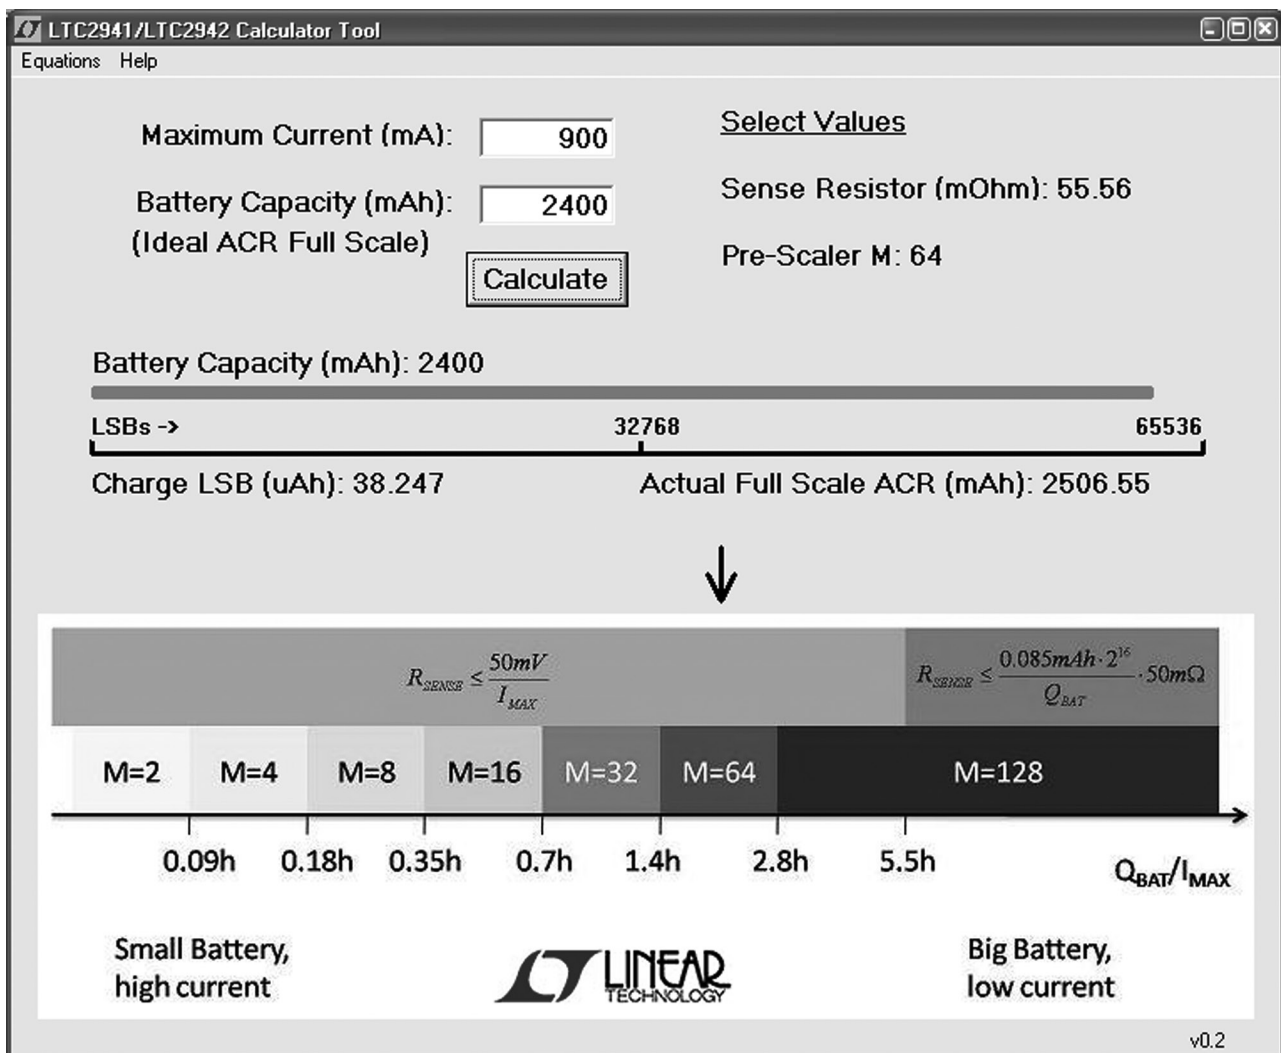 LTC2941/LTC2942 Calculator Tool
Equations Help
Maximum Current (mA): 900
Battery Capacity (mAh): 2400
(Ideal ACR Full Scale)
Calculate
Select Values
Sense Resistor (mOhm): 55.56
Pre-Scaler M: 64
Battery Capacity (mAh): 2400
LSBs -> 32768 65536
Charge LSB (uAh): 38.247 Actual Full Scale ACR (mAh): 2506.55
R_SENSE ≤ 50mV / I_MAX
R_SENSE ≤ 0.085mAh·2^16 / Q_BAT · 50mΩ
M=2 M=4 M=8 M=16 M=32 M=64 M=128
0.09h 0.18h 0.35h 0.7h 1.4h 2.8h 5.5h Q_BAT/I_MAX
Small Battery,
high current
LINEAR
TECHNOLOGY
Big Battery,
low current
v0.2